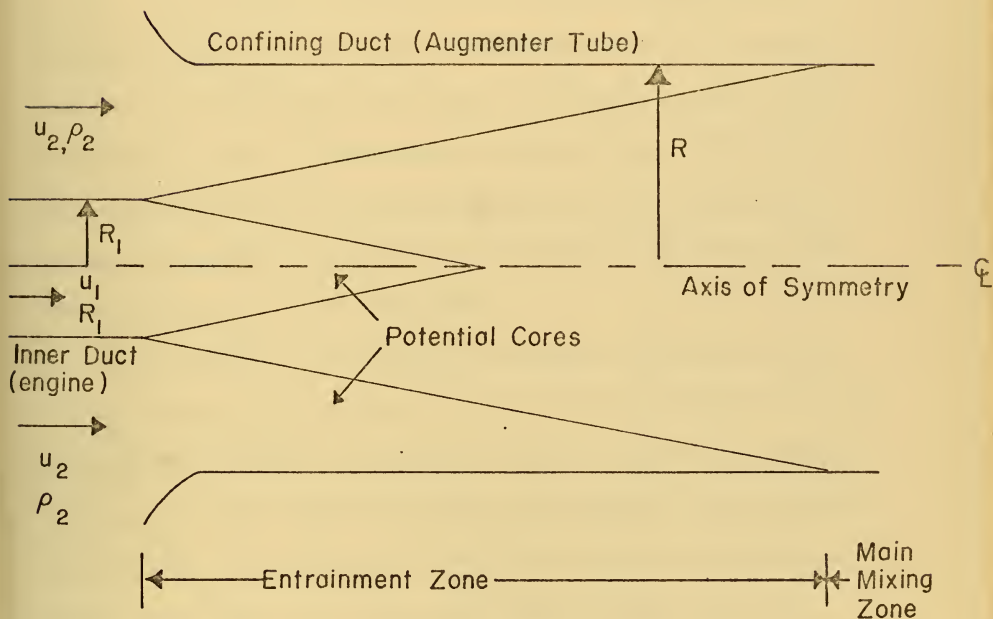 Confining Duct (Augmenter Tube)
u₂,ρ₂
R
R₁
u₁
R₁
℄
Axis of Symmetry
Potential Cores
Inner Duct
(engine)
u₂
ρ₂
Entrainment Zone
Main
Mixing
Zone